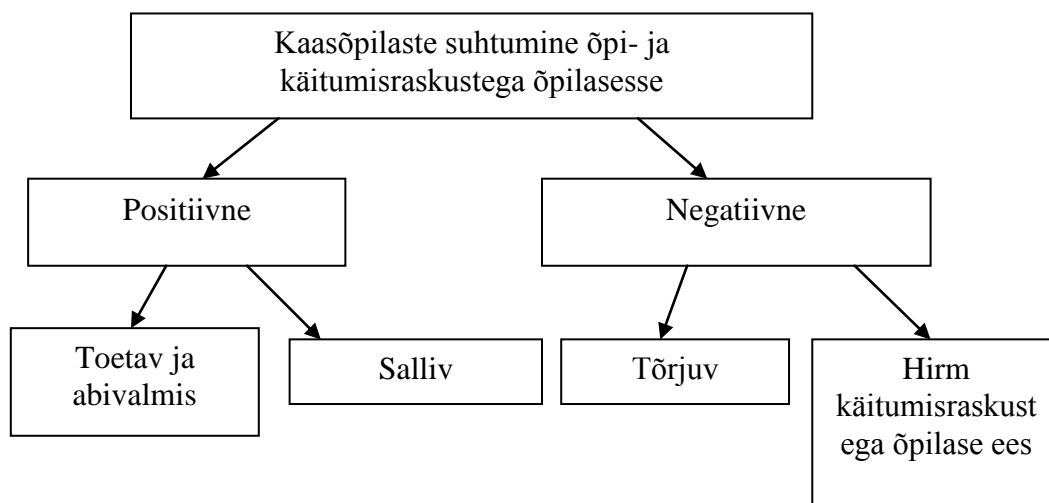 Kaasõpilaste suhtumine õpi- ja
käitumisraskustega õpilasesse
Positiivne
Negatiivne
Toetav ja
abivalmis
Salliv
Tõrjuv
Hirm
käitumisraskust
ega õpilase ees